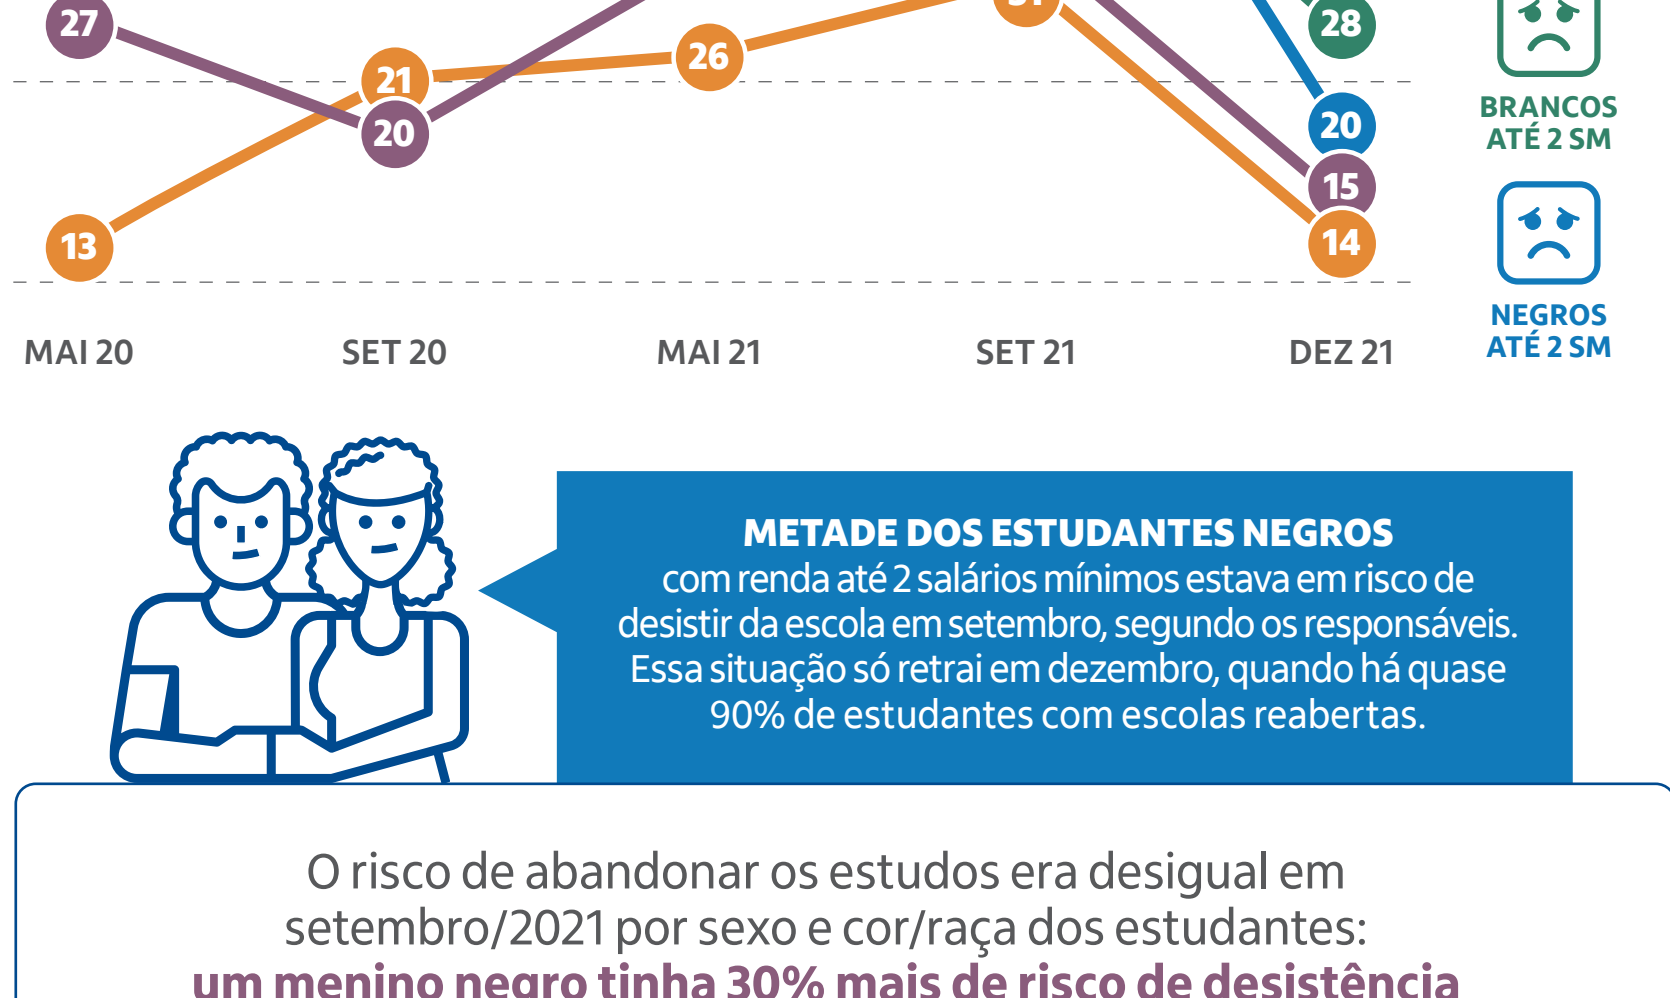 27
28
21
26
31
20
20
15
13
14
BRANCOS
ATÉ 2 SM
NEGROS
ATÉ 2 SM
MAI 20
SET 20
MAI 21
SET 21
DEZ 21
METADE DOS ESTUDANTES NEGROS
com renda até 2 salários mínimos estava em risco de
desistir da escola em setembro, segundo os responsáveis.
Essa situação só retrai em dezembro, quando há quase
90% de estudantes com escolas reabertas.
O risco de abandonar os estudos era desigual em
setembro/2021 por sexo e cor/raça dos estudantes:
um menino negro tinha 30% mais de risco de desistência